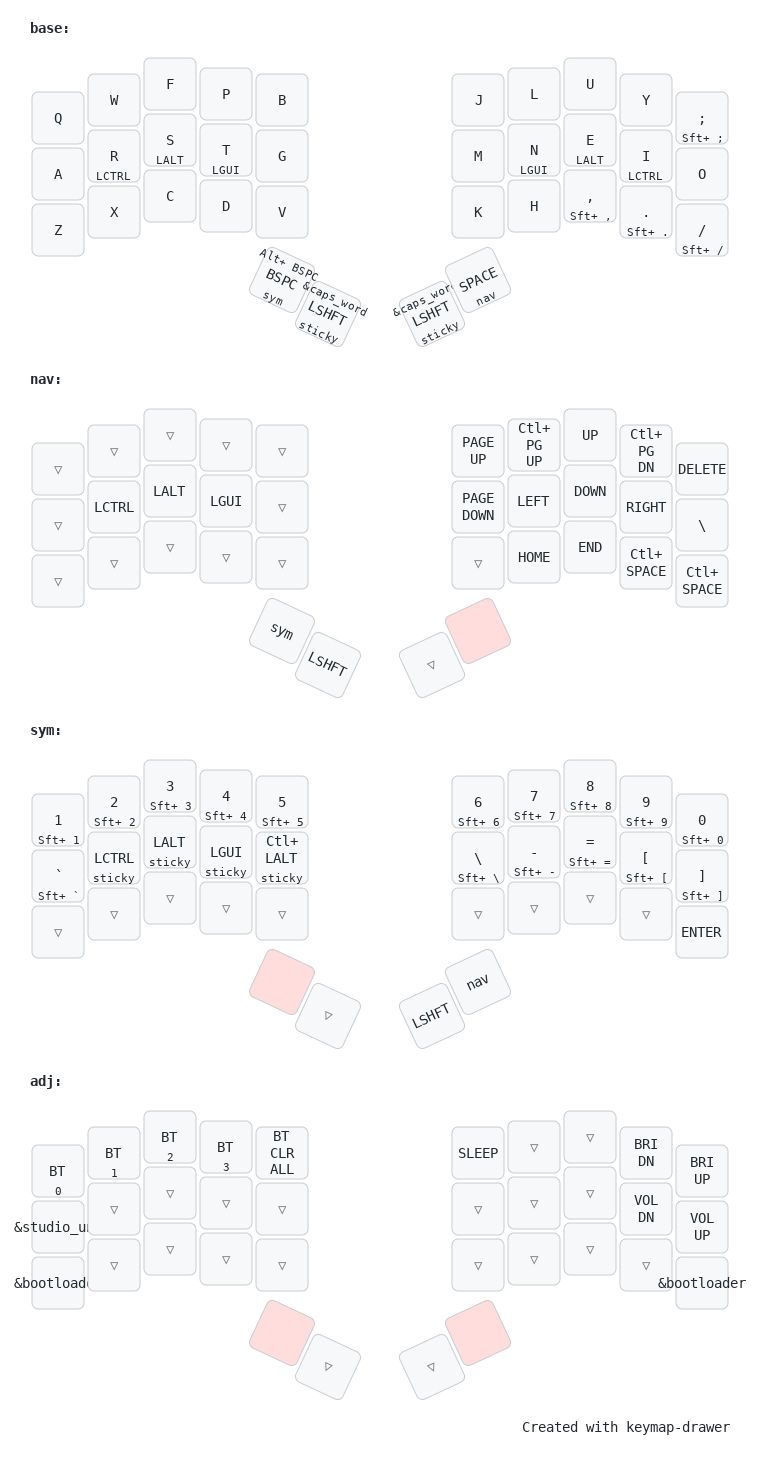 base:
Q W F P B J L U Y ;
Sft+ ;
A R S T G M N E I O
LCTRL LALT LGUI LGUI LALT LCTRL
Z X C D V K H , . /
Sft+ , Sft+ . Sft+ /
Alt+ BSPC
BSPC
sym
&caps_word
LSHFT
sticky
&caps_wor
LSHFT
sticky
SPACE
nav
nav:
▽ ▽ ▽ ▽ ▽ PAGE UP Ctl+ PG UP UP Ctl+ PG DN DELETE
▽ LCTRL LALT LGUI ▽ PAGE DOWN LEFT DOWN RIGHT \
▽ ▽ ▽ ▽ ▽ ▽ HOME END Ctl+ SPACE Ctl+ SPACE
sym LSHFT ▽
sym:
1 2 3 4 5 6 7 8 9 0
Sft+ 1 Sft+ 2 Sft+ 3 Sft+ 4 Sft+ 5 Sft+ 6 Sft+ 7 Sft+ 8 Sft+ 9 Sft+ 0
` LCTRL LALT LGUI Ctl+ LALT \ - = [ ]
Sft+ ` sticky sticky sticky sticky Sft+ \ Sft+ - Sft+ = Sft+ [ Sft+ ]
▽ ▽ ▽ ▽ ▽ ▽ ▽ ▽ ▽ ENTER
▽ LSHFT nav
adj:
BT BT BT BT BT CLR ALL SLEEP ▽ ▽ BRI DN BRI UP
0 1 2 3
&studio_u ▽ ▽ ▽ ▽ ▽ ▽ ▽ VOL DN VOL UP
&bootload ▽ ▽ ▽ ▽ ▽ ▽ ▽ ▽ &bootloader
▽ ▽
Created with keymap-drawer